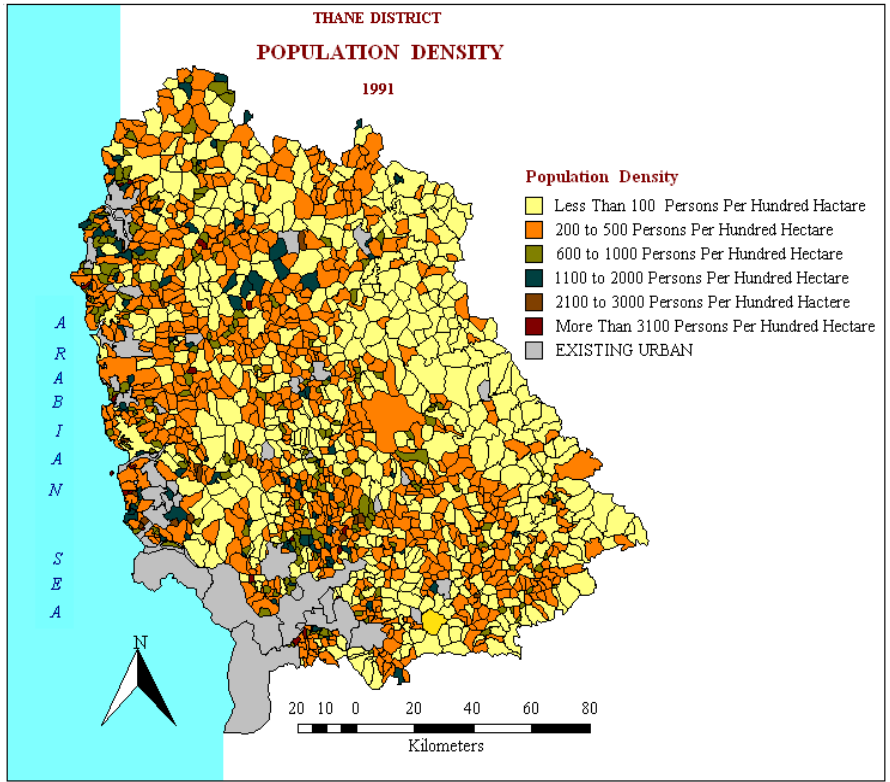 THANE DISTRICT
POPULATION DENSITY
1991
Population Density
Less Than 100 Persons Per Hundred Hactare
200 to 500 Persons Per Hundred Hectare
600 to 1000 Persons Per Hundred Hectare
1100 to 2000 Persons Per Hundred Hectare
2100 to 3000 Persons Per Hundred Hactere
More Than 3100 Persons Per Hundred Hectare
EXISTING URBAN
ARABIAN SEA
N
20 10 0 20 40 60 80
Kilometers